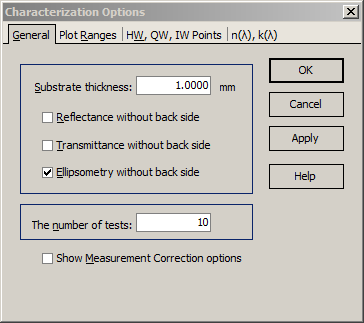 Characterization Options
General Plot Ranges HW, QW, IW Points n(λ), k(λ)
Substrate thickness: 1.0000 mm
Reflectance without back side
Transmittance without back side
Ellipsometry without back side
The number of tests: 10
Show Measurement Correction options
OK
Cancel
Apply
Help